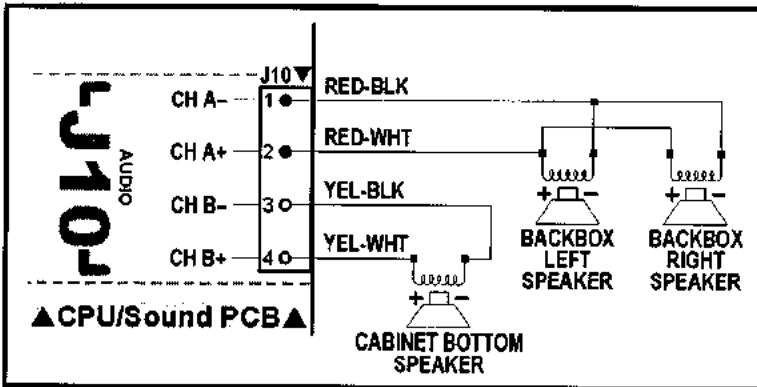 J10▼
CH A- 1 RED-BLK
CH A+ 2 RED-WHT
CH B- 3 YEL-BLK
CH B+ 4 YEL-WHT
J10
AUDIO
+ -
BACKBOX
LEFT
SPEAKER
+ -
BACKBOX
RIGHT
SPEAKER
+ -
CABINET BOTTOM
SPEAKER
▲CPU/Sound PCB▲